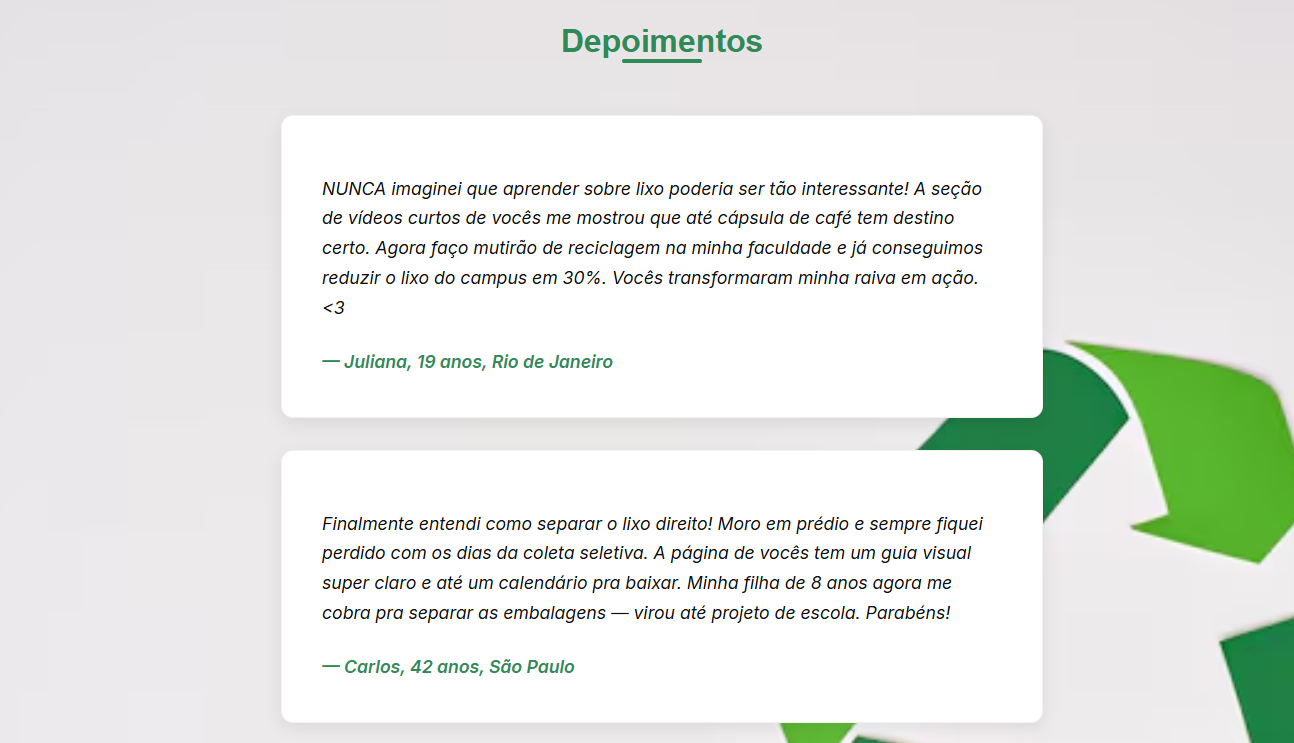 Depoimentos
NUNCA imaginei que aprender sobre lixo poderia ser tão interessante! A seção
de vídeos curtos de vocês me mostrou que até cápsula de café tem destino
certo. Agora faço mutirão de reciclagem na minha faculdade e já conseguimos
reduzir o lixo do campus em 30%. Vocês transformaram minha raiva em ação.
<3
— Juliana, 19 anos, Rio de Janeiro
Finalmente entendi como separar o lixo direito! Moro em prédio e sempre fiquei
perdido com os dias da coleta seletiva. A página de vocês tem um guia visual
super claro e até um calendário pra baixar. Minha filha de 8 anos agora me
cobra pra separar as embalagens — virou até projeto de escola. Parabéns!
— Carlos, 42 anos, São Paulo